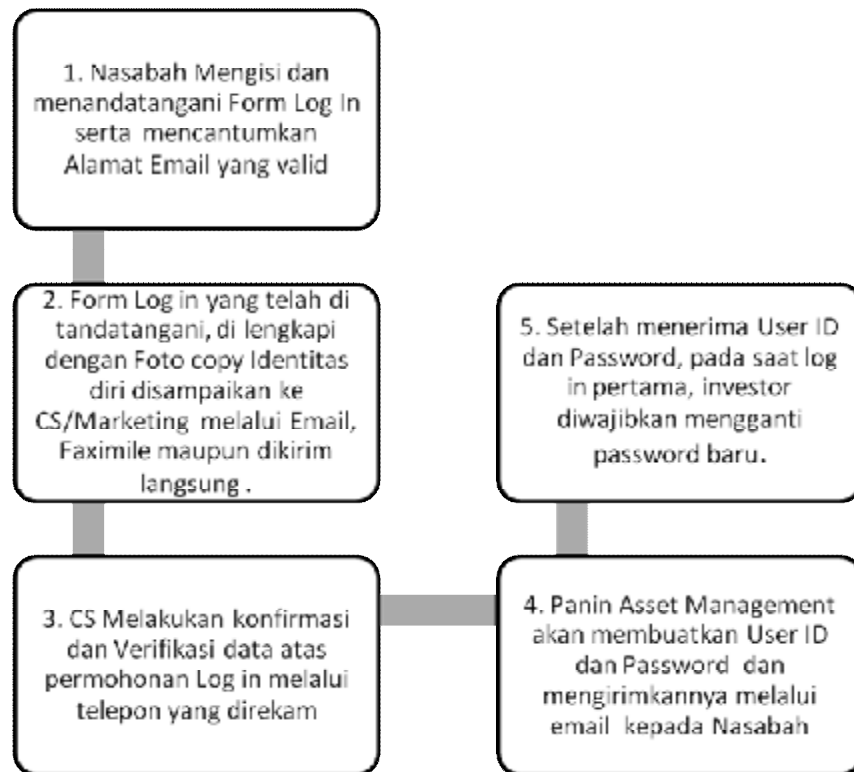 1. Nasabah Mengisi dan
menandatangani Form Log In
serta mencantumkan
Alamat Email yang valid
2. Form Log in yang telah di
tandatangani, di lengkapi
dengan Foto copy Identitas
diri disampaikan ke
CS/Marketing melalui Email,
Faximile maupun dikirim
langsung .
3. CS Melakukan konfirmasi
dan Verifikasi data atas
permohonan Log in melalui
telepon yang direkam
4. Panin Asset Management
akan membuatkan User ID
dan Password dan
mengirimkannya melalui
email kepada Nasabah
5. Setelah menerima User ID
dan Password, pada saat log
in pertama, investor
diwajibkan mengganti
password baru.